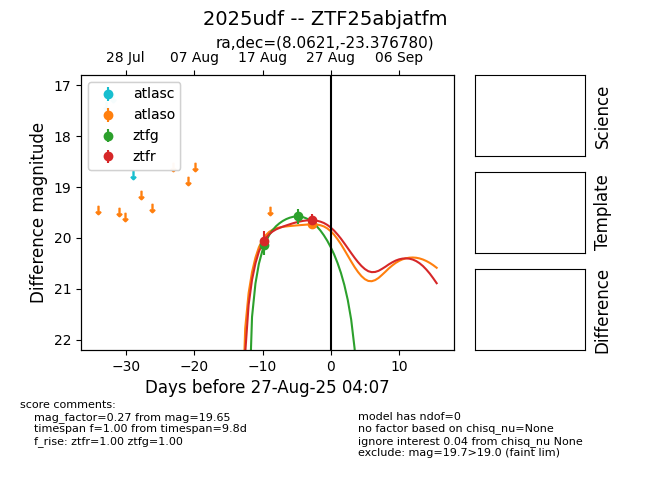 2025udf -- ZTF25abjatfm
ra,dec=(8.0621,-23.376780)
28 Jul 07 Aug 17 Aug 27 Aug 06 Sep
atlasc
atlaso
ztfg
ztfr
17
18
19
20
21
22
Difference magnitude
−30 −20 −10 0 10
Days before 27-Aug-25 04:07
Science
Template
Difference
score comments:
mag_factor=0.27 from mag=19.65
timespan f=1.00 from timespan=9.8d
f_rise: ztfr=1.00 ztfg=1.00
model has ndof=0
no factor based on chisq_nu=None
ignore interest 0.04 from chisq_nu None
exclude: mag=19.7>19.0 (faint lim)